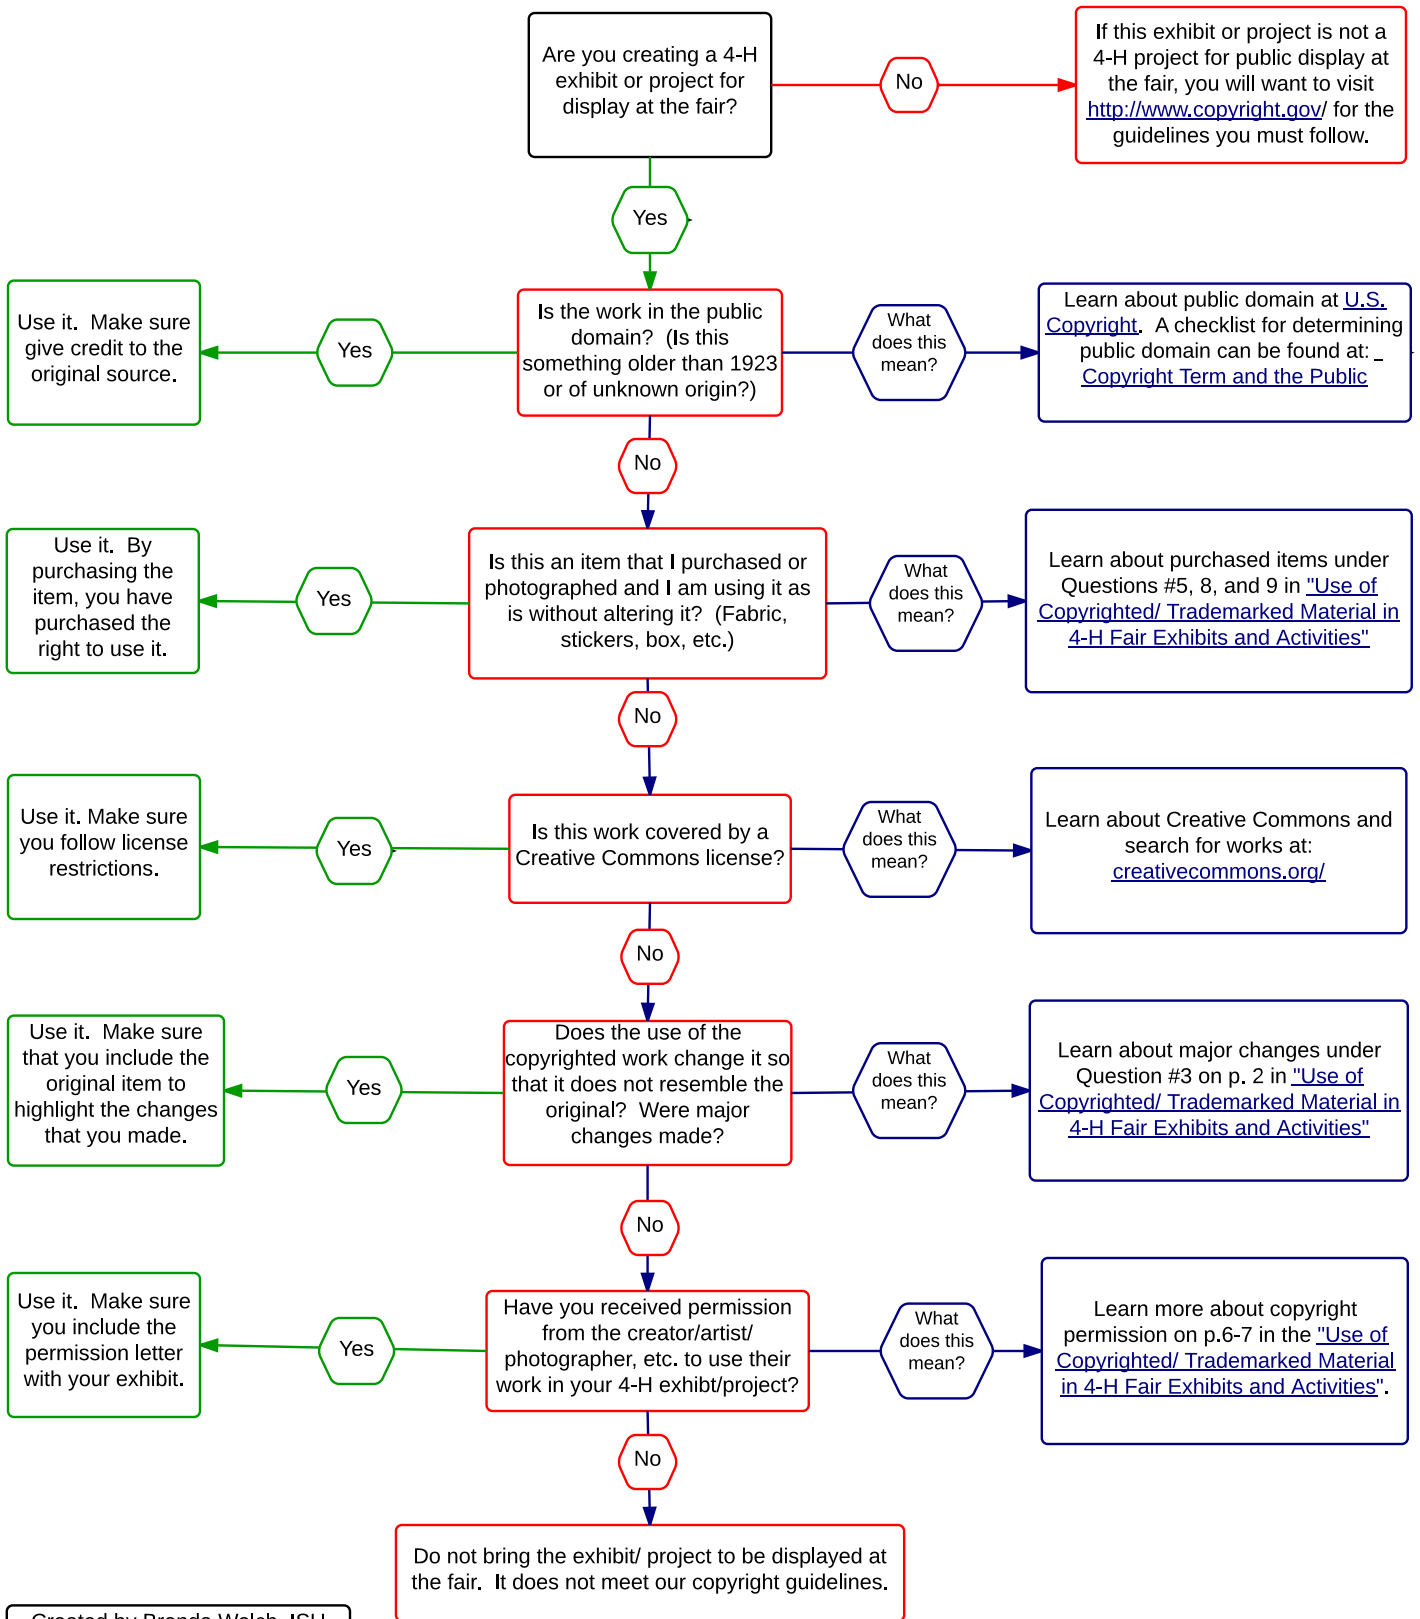 Are you creating a 4-H
exhibit or project for
display at the fair?
No
If this exhibit or project is not a
4-H project for public display at
the fair, you will want to visit
http://www.copyright.gov/ for the
guidelines you must follow.
Yes
Use it.  Make sure
give credit to the
original source.
Yes
Is the work in the public
domain?  (Is this
something older than 1923
or of unknown origin?)
What
does this
mean?
Learn about public domain at U.S.
Copyright.  A checklist for determining
public domain can be found at:
Copyright Term and the Public
No
Use it.  By
purchasing the
item, you have
purchased the
right to use it.
Yes
Is this an item that I purchased or
photographed and I am using it as
is without altering it?  (Fabric,
stickers, box, etc.)
What
does this
mean?
Learn about purchased items under
Questions #5, 8, and 9 in "Use of
Copyrighted/ Trademarked Material in
4-H Fair Exhibits and Activities"
No
Use it. Make sure
you follow license
restrictions.
Yes
Is this work covered by a
Creative Commons license?
What
does this
mean?
Learn about Creative Commons and
search for works at:
creativecommons.org/
No
Use it.  Make sure
that you include the
original item to
highlight the changes
that you made.
Yes
Does the use of the
copyrighted work change it so
that it does not resemble the
original?  Were major
changes made?
What
does this
mean?
Learn about major changes under
Question #3 on p. 2 in "Use of
Copyrighted/ Trademarked Material in
4-H Fair Exhibits and Activities"
No
Use it.  Make sure
you include the
permission letter
with your exhibit.
Yes
Have you received permission
from the creator/artist/
photographer, etc. to use their
work in your 4-H exhibt/project?
What
does this
mean?
Learn more about copyright
permission on p.6-7 in the "Use of
Copyrighted/ Trademarked Material
in 4-H Fair Exhibits and Activities".
No
Do not bring the exhibit/ project to be displayed at
the fair.  It does not meet our copyright guidelines.
Created by Brenda Welch, ISU